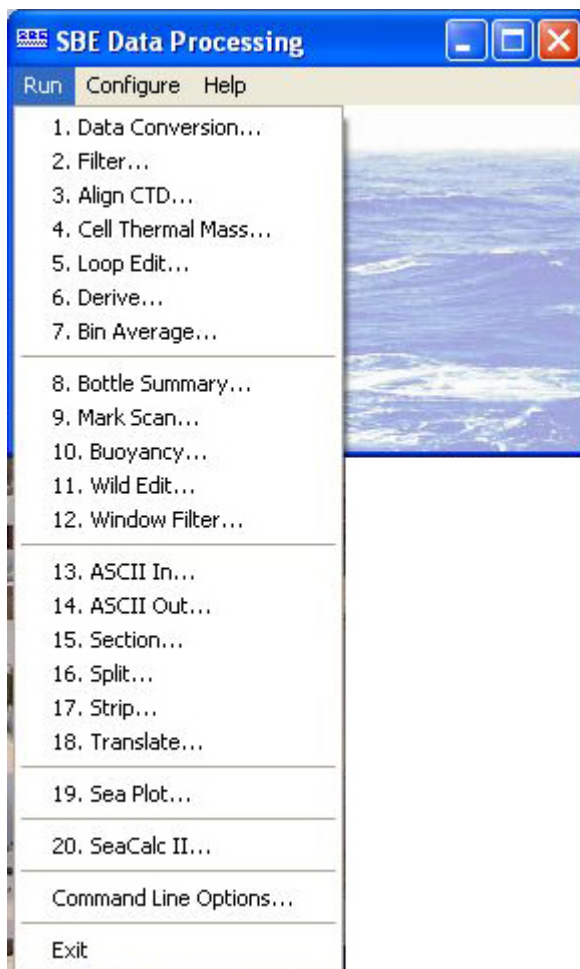 SBE SBE Data Processing
Run Configure Help
1. Data Conversion...
2. Filter...
3. Align CTD...
4. Cell Thermal Mass...
5. Loop Edit...
6. Derive...
7. Bin Average...
8. Bottle Summary...
9. Mark Scan...
10. Buoyancy...
11. Wild Edit...
12. Window Filter...
13. ASCII In...
14. ASCII Out...
15. Section...
16. Split...
17. Strip...
18. Translate...
19. Sea Plot...
20. SeaCalc II...
Command Line Options...
Exit